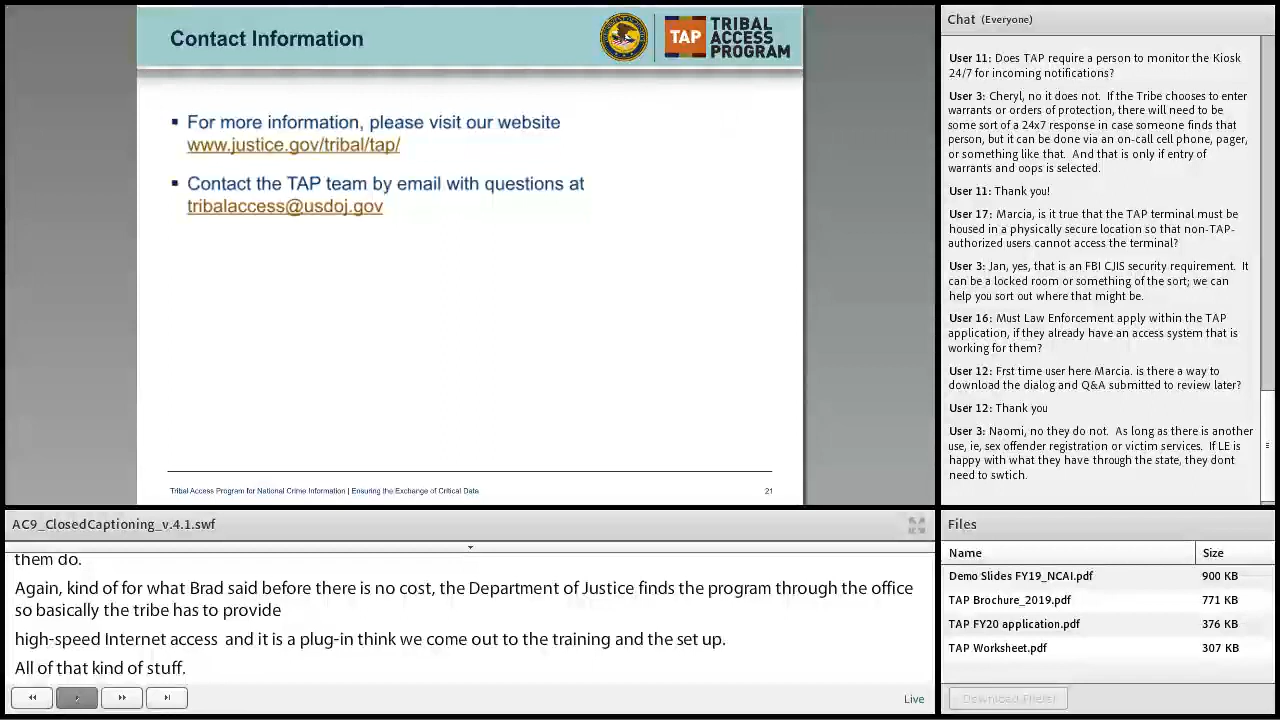 Contact Information
TAP
TRIBAL
ACCESS
PROGRAM
▪ For more information, please visit our website
www.justice.gov/tribal/tap/
▪ Contact the TAP team by email with questions at
tribalaccess@usdoj.gov
Tribal Access Program for National Crime Information | Ensuring the Exchange of Critical Data
21
Chat (Everyone)
User 11: Does TAP require a person to monitor the Kiosk
24/7 for incoming notifications?
User 3: Cheryl, no it does not. If the Tribe chooses to enter
warrants or orders of protection, there will need to be
some sort of a 24x7 response in case someone finds that
person, but it can be done via an on-call cell phone, pager,
or something like that. And that is only if entry of
warrants and oops is selected.
User 11: Thank you!
User 17: Marcia, is it true that the TAP terminal must be
housed in a physically secure location so that non-TAP-
authorized users cannot access the terminal?
User 3: Jan, yes, that is an FBI CJIS security requirement. It
can be a locked room or something of the sort; we can
help you sort out where that might be.
User 16: Must Law Enforcement apply within the TAP
application, if they already have an access system that is
working for them?
User 12: Frst time user here Marcia. is there a way to
download the dialog and Q&A submitted to review later?
User 12: Thank you
User 3: Naomi, no they do not. As long as there is another
use, ie, sex offender registration or victim services. If LE is
happy with what they have through the state, they dont
need to swtich.
AC9_ClosedCaptioning_v.4.1.swf
them do.
Again, kind of for what Brad said before there is no cost, the Department of Justice finds the program through the office
so basically the tribe has to provide
high-speed Internet access and it is a plug-in think we come out to the training and the set up.
All of that kind of stuff.
Live
Files
Name Size
Demo Slides FY19_NCAI.pdf 900 KB
TAP Brochure_2019.pdf 771 KB
TAP FY20 application.pdf 376 KB
TAP Worksheet.pdf 307 KB
Download File(s)